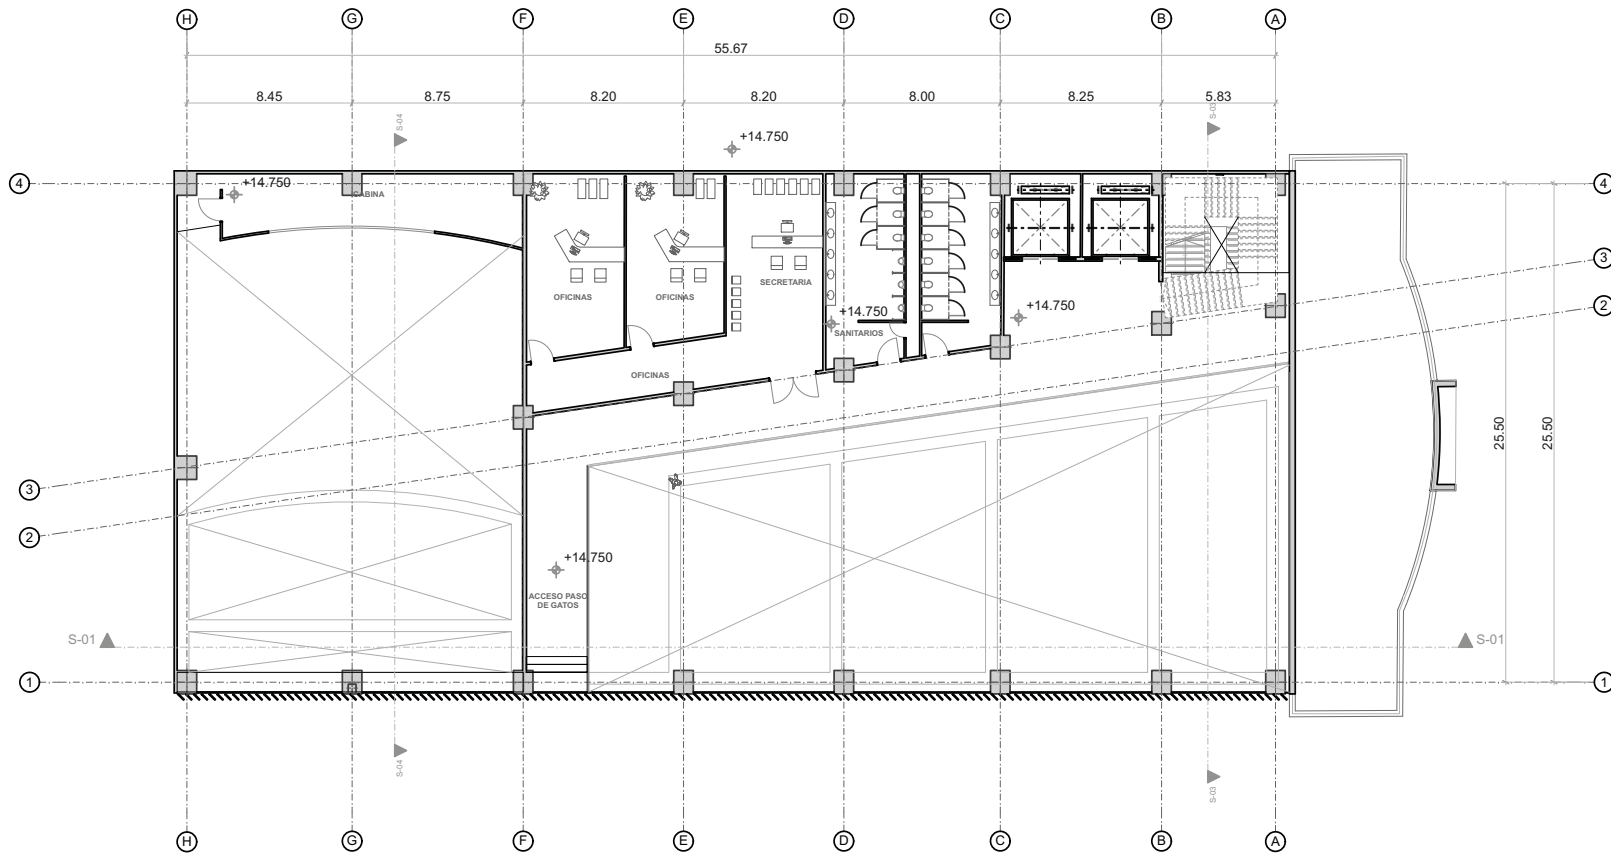 H G F E D C B A
55.67
8.45 8.75 8.20 8.20 8.00 8.25 5.83
S-04 S-03
+14.750
4 +14.750 CABINA 4
3
OFICINAS OFICINAS SECRETARIA
2
+14.750 +14.750
SANITARIOS
OFICINAS
25.50 25.50
3
2
+14.750
ACCESO PASO
DE GATOS
S-01 S-01
1 1
S-04 S-03
H G F E D C B A